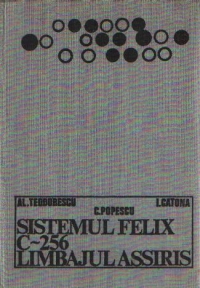 AL.TEODORESCU I.CATONA
C.POPESCU
SISTEMUL FELIX
C~256
LIMBAJUL ASSIRIS